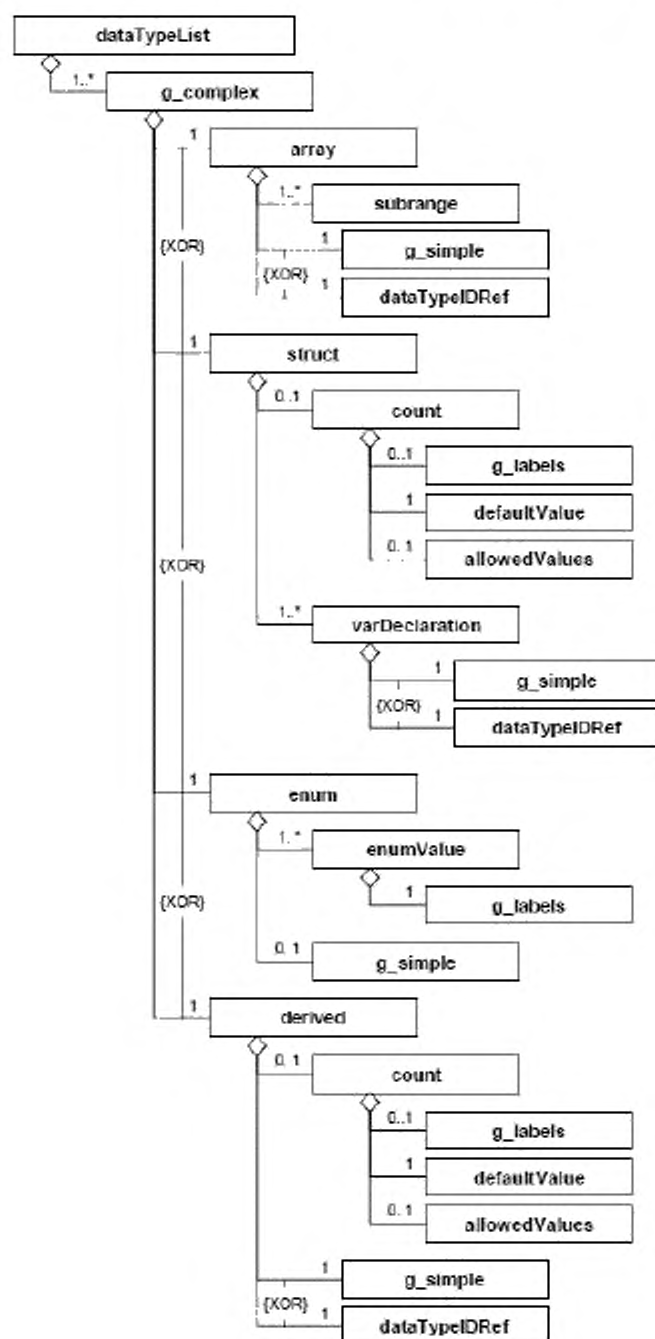 dataTypeList
1..*
g_complex
1
array
1..*
subrange
{XOR}
1
g_simple
{XOR}
1
dataTypeIDRef
1
struct
0..1
count
0..1
g_labels
1
defaultValue
0..1
allowedValues
{XOR}
1..*
varDeclaration
1
g_simple
{XOR}
1
dataTypeIDRef
1
enum
1..*
enumValue
1
g_labels
{XOR}
0..1
g_simple
1
derived
0..1
count
0..1
g_labels
1
defaultValue
0..1
allowedValues
1
g_simple
{XOR}
1
dataTypeIDRef